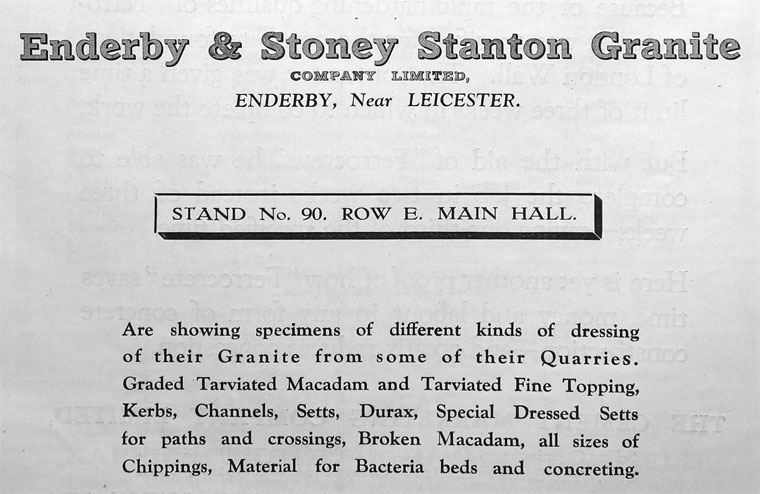 Enderby & Stoney Stanton Granite
COMPANY LIMITED,
ENDERBY, Near LEICESTER.
STAND No. 90. ROW E. MAIN HALL.
Are showing specimens of different kinds of dressing
of their Granite from some of their Quarries.
Graded Tarviated Macadam and Tarviated Fine Topping,
Kerbs, Channels, Setts, Durax, Special Dressed Setts
for paths and crossings, Broken Macadam, all sizes of
Chippings, Material for Bacteria beds and concreting.